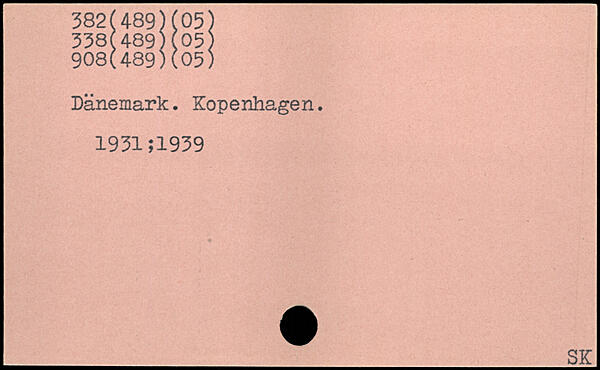 382(489)(05)
338(489)(05)
908(489)(05)
Dänemark. Kopenhagen.
1931;1939
SK